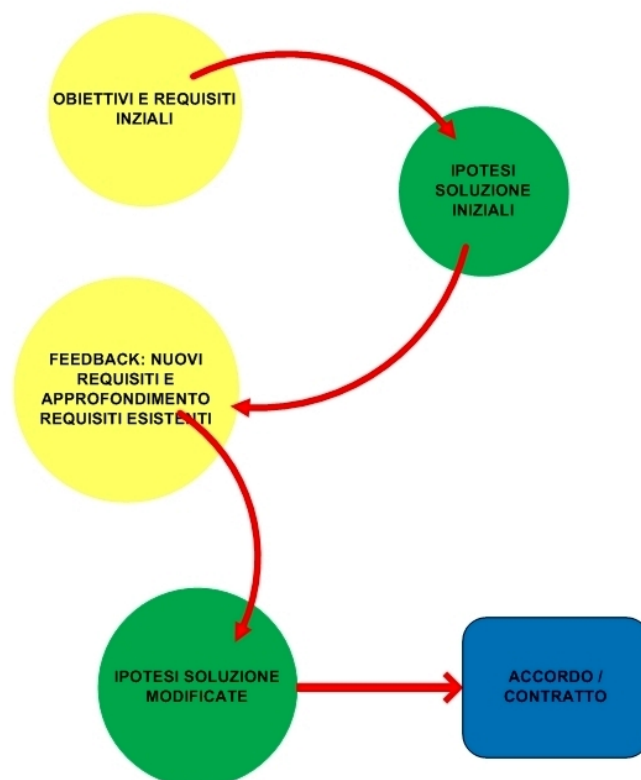 OBIETTIVI E REQUISITI
INZIALI
IPOTESI
SOLUZIONE
INIZIALI
FEEDBACK: NUOVI
REQUISITI E
APPROFONDIMENTO
REQUISITI ESISTENTI
IPOTESI SOLUZIONE
MODIFICATE
ACCORDO /
CONTRATTO